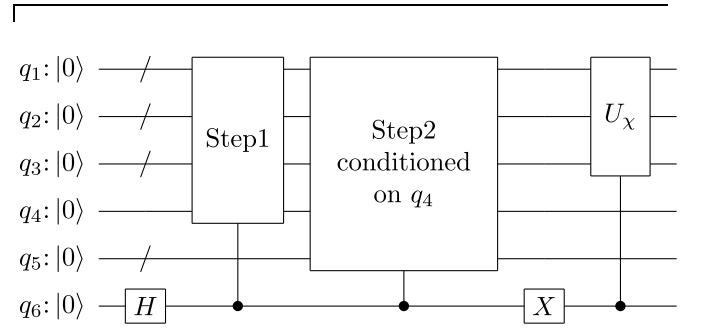 q₁: |0⟩
q₂: |0⟩
q₃: |0⟩
q₄: |0⟩
q₅: |0⟩
q₆: |0⟩
H
Step1
Step2
conditioned
on q₄
X
Uχ